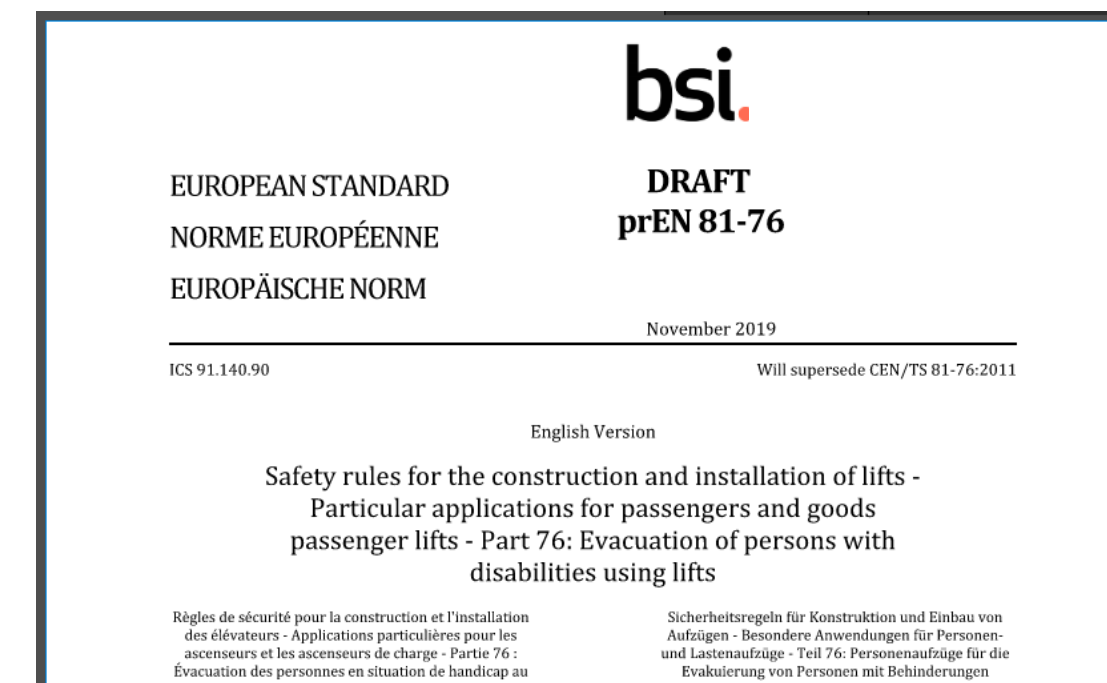 bsi.
EUROPEAN STANDARD
NORME EUROPÉENNE
EUROPÄISCHE NORM
DRAFT
prEN 81-76
November 2019
ICS 91.140.90
Will supersede CEN/TS 81-76:2011
English Version
Safety rules for the construction and installation of lifts -
Particular applications for passengers and goods
passenger lifts - Part 76: Evacuation of persons with
disabilities using lifts
Règles de sécurité pour la construction et l'installation
des élévateurs - Applications particulières pour les
ascenseurs et les ascenseurs de charge - Partie 76 :
Évacuation des personnes en situation de handicap au
Sicherheitsregeln für Konstruktion und Einbau von
Aufzügen - Besondere Anwendungen für Personen-
und Lastenaufzüge - Teil 76: Personenaufzüge für die
Evakuierung von Personen mit Behinderungen